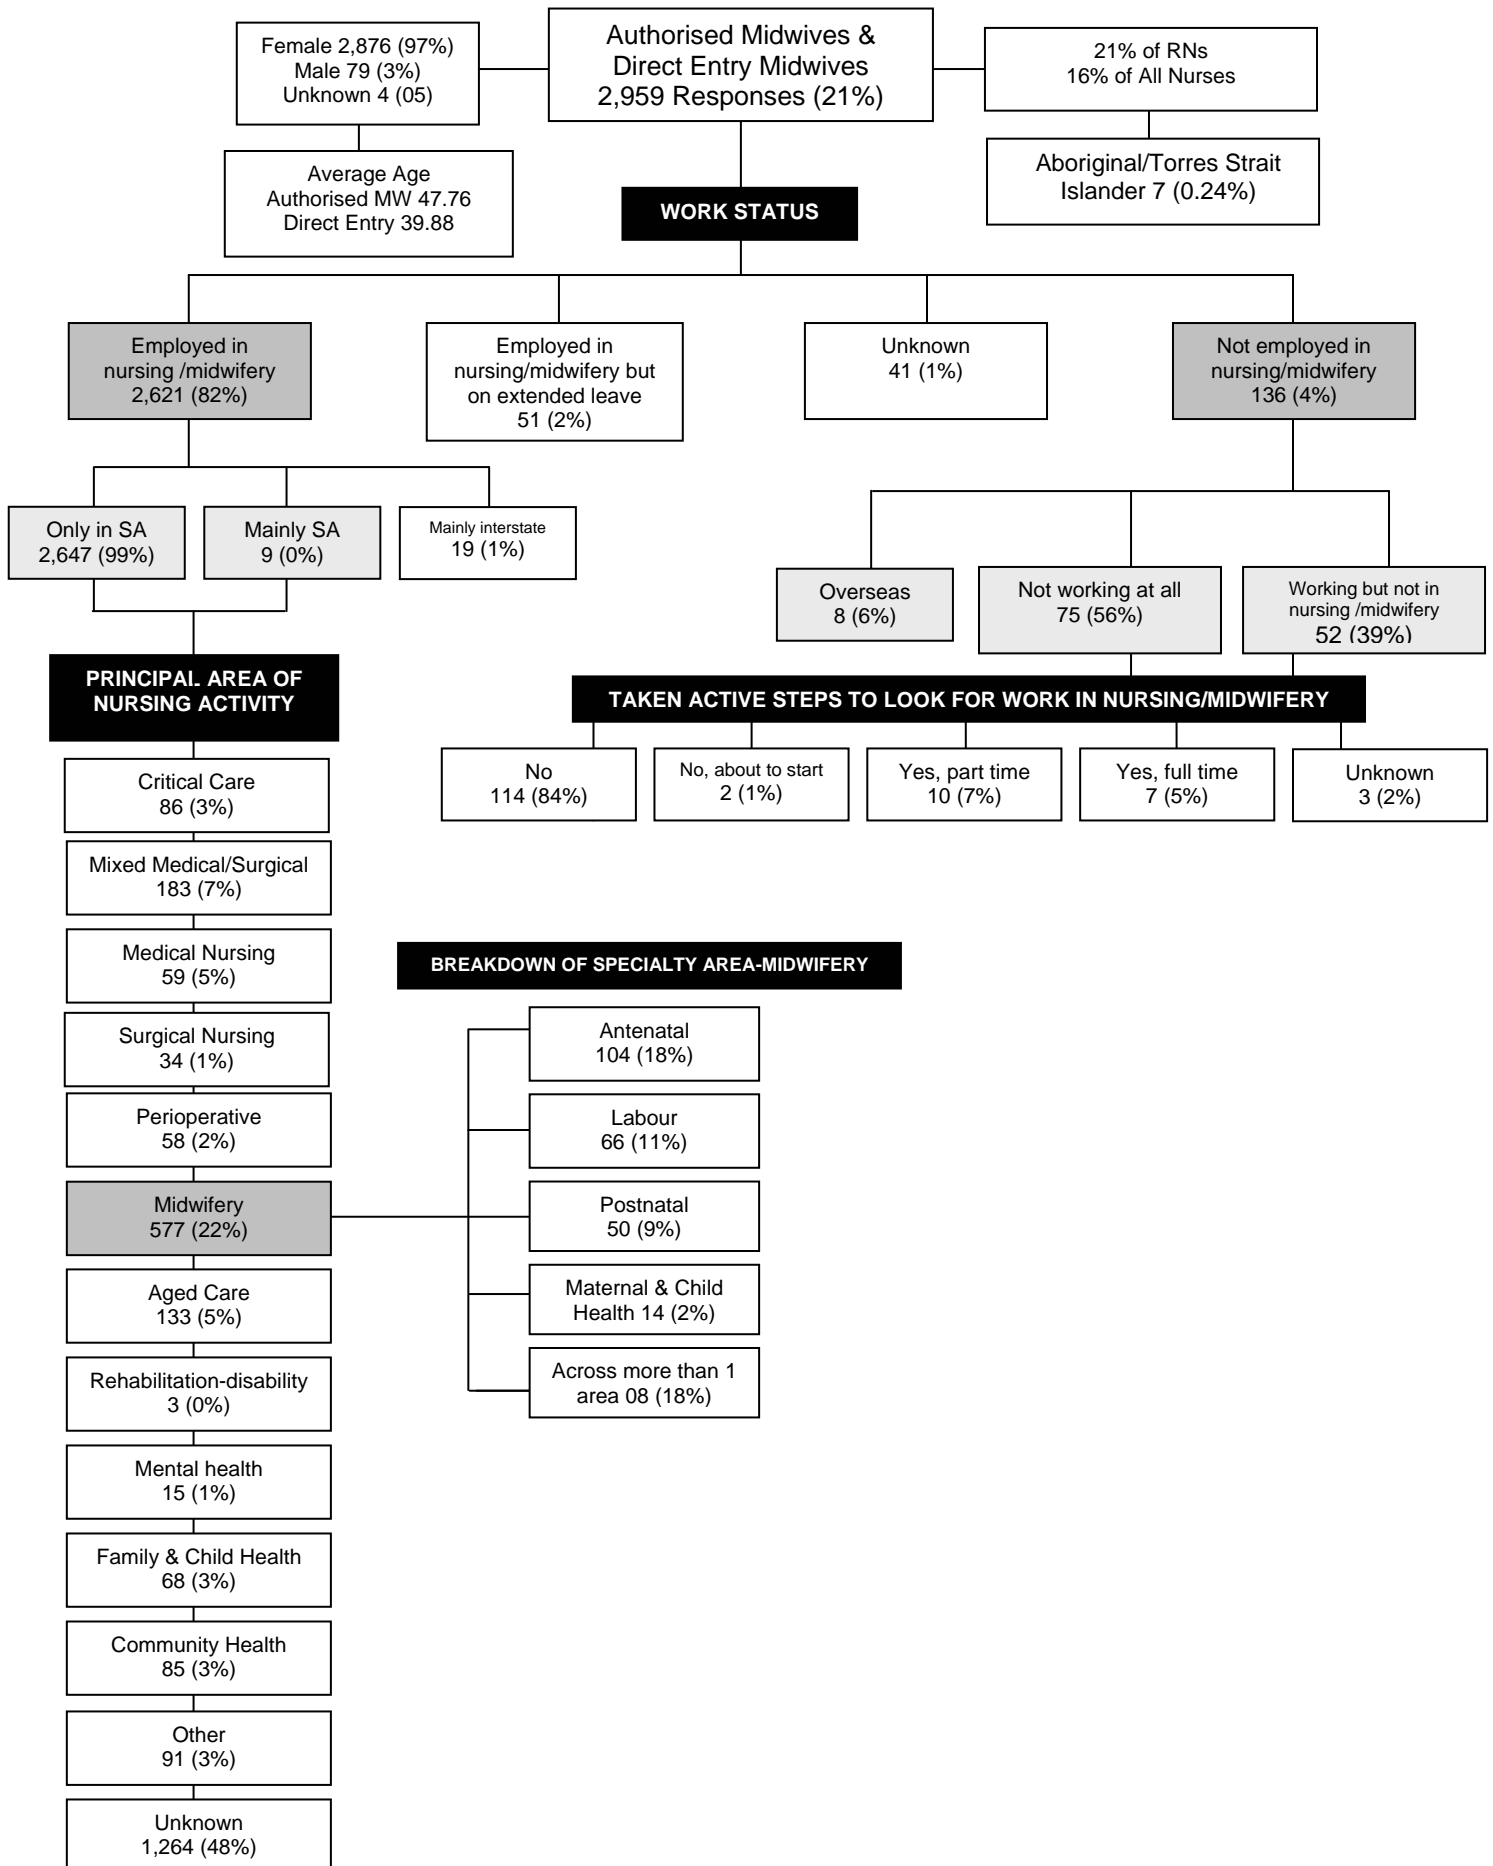 Female 2,876 (97%)
Male 79 (3%)
Unknown 4 (05)
Authorised Midwives &
Direct Entry Midwives
2,959 Responses (21%)
21% of RNs
16% of All Nurses
Average Age
Authorised MW 47.76
Direct Entry 39.88
Aboriginal/Torres Strait
Islander 7 (0.24%)
WORK STATUS
Employed in
nursing /midwifery
2,621 (82%)
Employed in
nursing/midwifery but
on extended leave
51 (2%)
Unknown
41 (1%)
Not employed in
nursing/midwifery
136 (4%)
Only in SA
2,647 (99%)
Mainly SA
9 (0%)
Mainly interstate
19 (1%)
Overseas
8 (6%)
Not working at all
75 (56%)
Working but not in
nursing /midwifery
52 (39%)
PRINCIPAL AREA OF
NURSING ACTIVITY
TAKEN ACTIVE STEPS TO LOOK FOR WORK IN NURSING/MIDWIFERY
No
114 (84%)
No, about to start
2 (1%)
Yes, part time
10 (7%)
Yes, full time
7 (5%)
Unknown
3 (2%)
Critical Care
86 (3%)
Mixed Medical/Surgical
183 (7%)
Medical Nursing
59 (5%)
Surgical Nursing
34 (1%)
Perioperative
58 (2%)
Midwifery
577 (22%)
Aged Care
133 (5%)
Rehabilitation-disability
3 (0%)
Mental health
15 (1%)
Family & Child Health
68 (3%)
Community Health
85 (3%)
Other
91 (3%)
Unknown
1,264 (48%)
BREAKDOWN OF SPECIALTY AREA-MIDWIFERY
Antenatal
104 (18%)
Labour
66 (11%)
Postnatal
50 (9%)
Maternal & Child
Health 14 (2%)
Across more than 1
area 08 (18%)